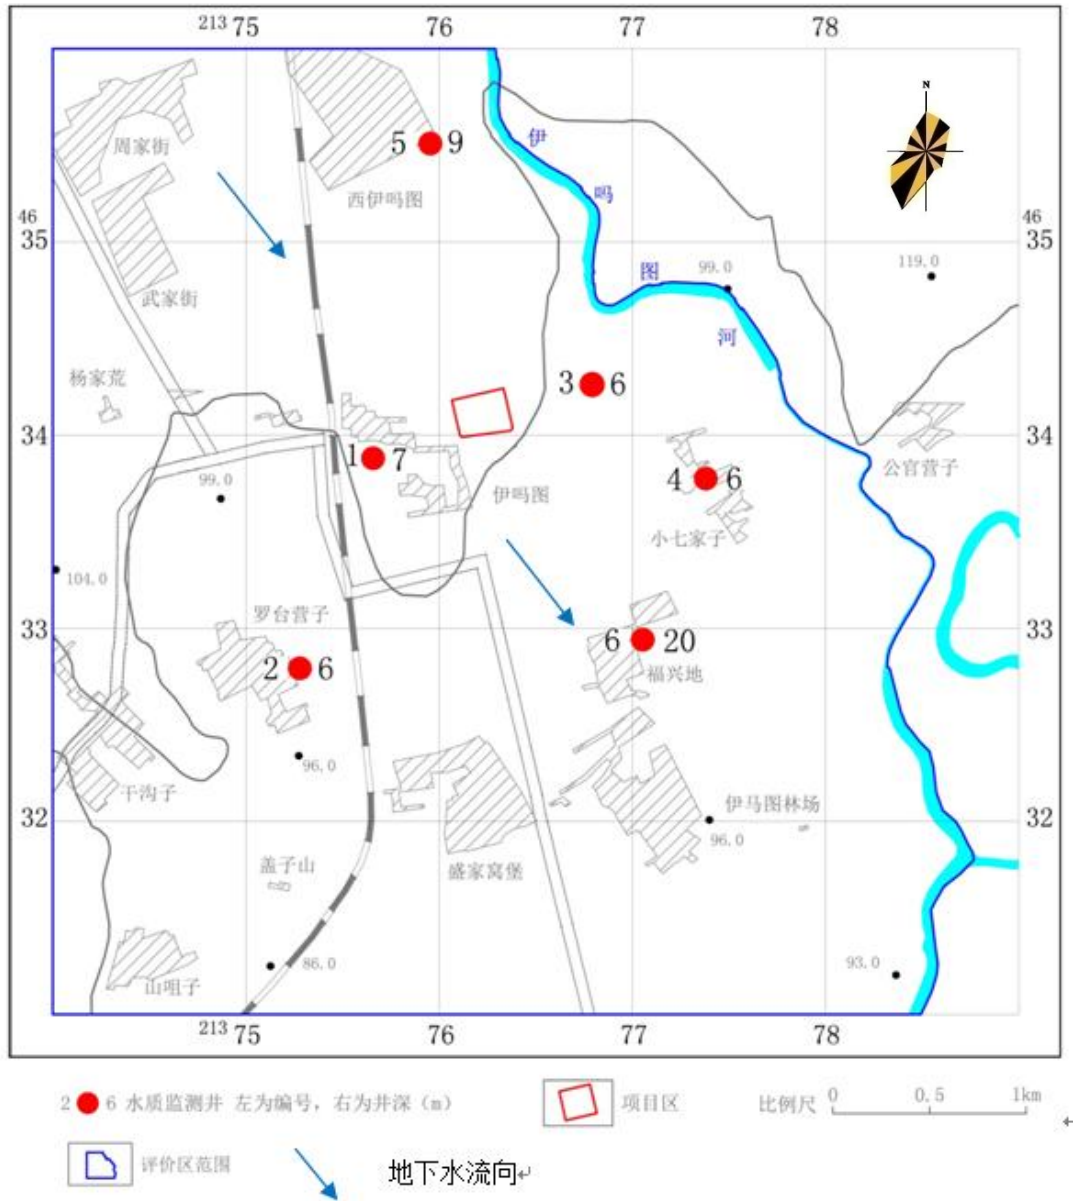 213 75 76 77 78
N
5 9
伊
吗
图
河
周家街
西伊吗图
46 46
35 35
武家街
99.0
119.0
杨家荒
3 6
34 34
1 7
公官营子
99.0
伊吗图
4 6
小七家子
104.0
罗台营子
33 33
6 20
2 6
福兴地
96.0
干沟子
伊马图林场
32 32
96.0
盖子山
盛家窝堡
86.0
93.0
山咀子
213 75 76 77 78
2 6 水质监测井 左为编号，右为井深（m） 项目区 比例尺 0 0.5 1km
评价区范围 地下水流向